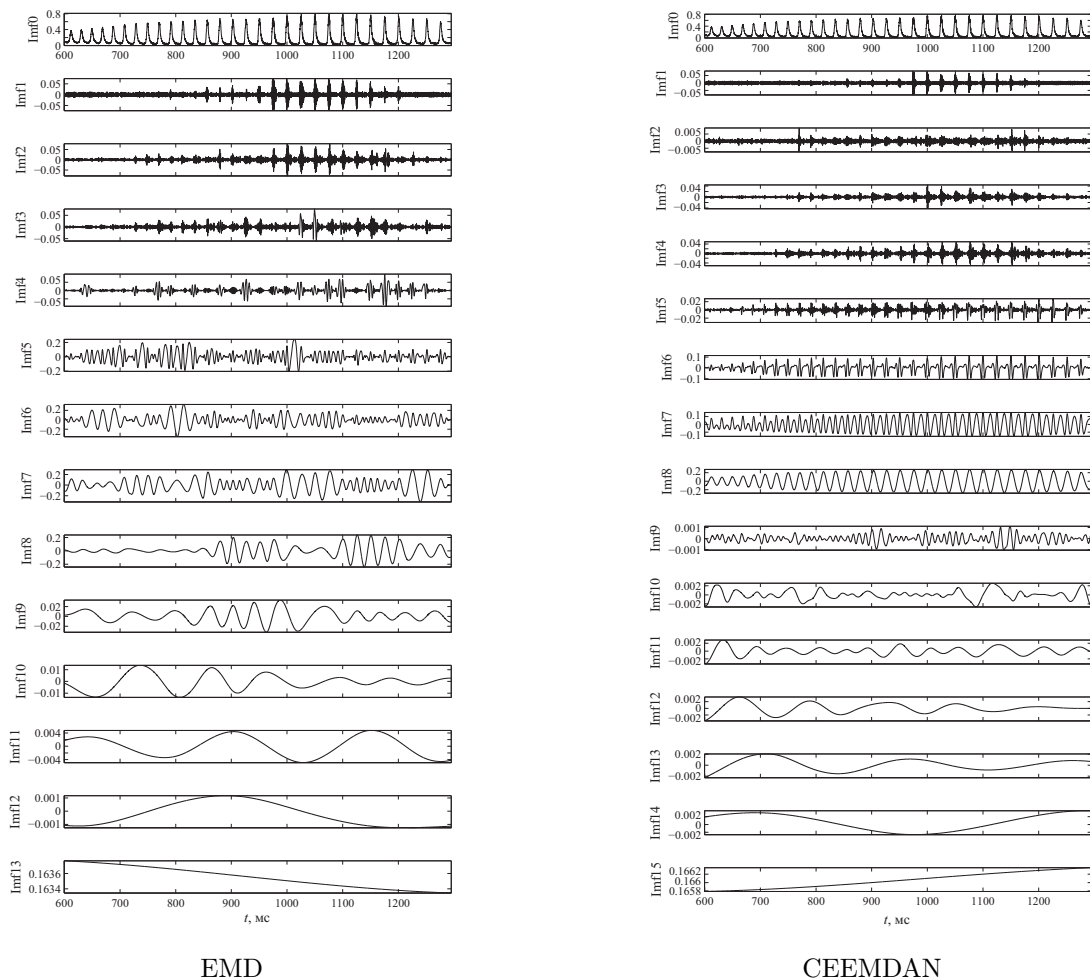 Imf0
0.8
0.4
0
600 700 800 900 1000 1100 1200
Imf1
0.05
0
−0.05
Imf2
0.05
0
−0.05
Imf3
0.05
0
−0.05
Imf4
0.05
0
−0.05
Imf5
0.2
0
−0.2
Imf6
0.2
0
−0.2
Imf7
0.2
0
−0.2
Imf8
0.2
0
−0.2
Imf9
0.02
0
−0.02
Imf10
0.01
0
−0.01
Imf11
0.004
0
−0.004
Imf12
0.001
0
−0.001
Imf13
0.1636
0.1634
600 700 800 900 1000 1100 1200
t, мс
EMD
Imf0
0.8
0.4
0
600 700 800 900 1000 1100 1200
Imf1
0.05
0
−0.05
Imf2
0.005
0
−0.005
Imf3
0.04
0
−0.04
Imf4
0.04
0
−0.04
Imf5
0.02
0
−0.02
Imf6
0.1
0
−0.1
Imf7
0.1
0
−0.1
Imf8
0.2
0
−0.2
Imf9
0.001
0
−0.001
Imf10
0.002
0
−0.002
Imf11
0.002
0
−0.002
Imf12
0.002
0
−0.002
Imf13
0.002
0
−0.002
Imf14
0.002
0
−0.002
Imf15
0.1662
0.166
0.1658
600 700 800 900 1000 1100 1200
t, мс
CEEMDAN